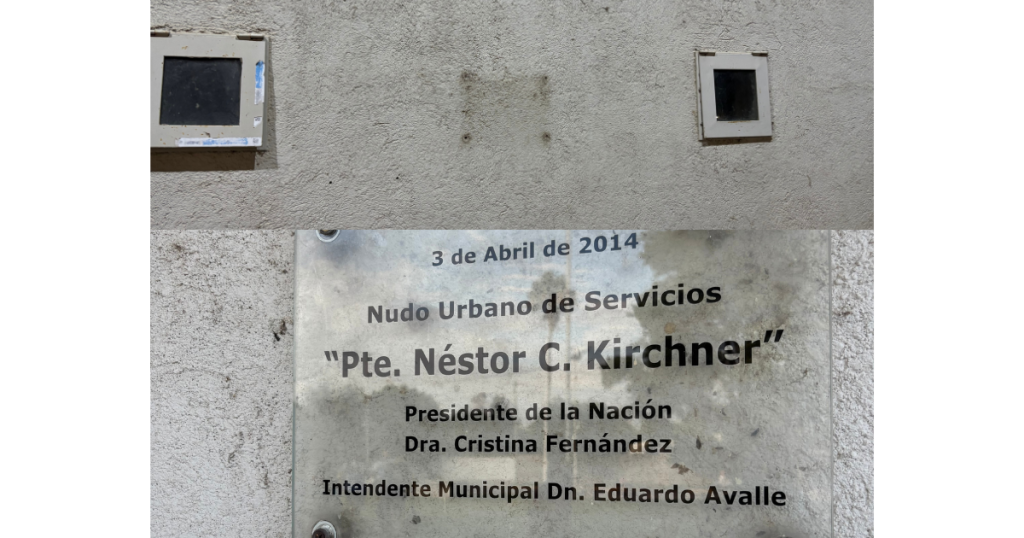 3 de Abril de 2014
Nudo Urbano de Servicios
“Pte. Néstor C. Kirchner”
Presidente de la Nación
Dra. Cristina Fernández
Intendente Municipal Dn. Eduardo Avalle